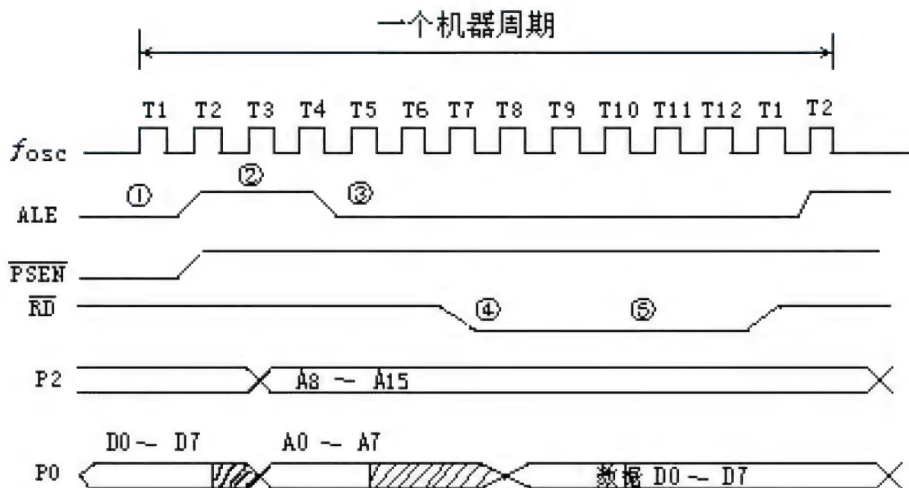 一个机器周期
T1 T2 T3 T4 T5 T6 T7 T8 T9 T10 T11 T12 T1 T2
fosc
① ② ③
ALE
PSEN
RD ④ ⑤
P2 A8 ～ A15
D0～ D7 A0 ～ A7
P0 数据 D0～ D7